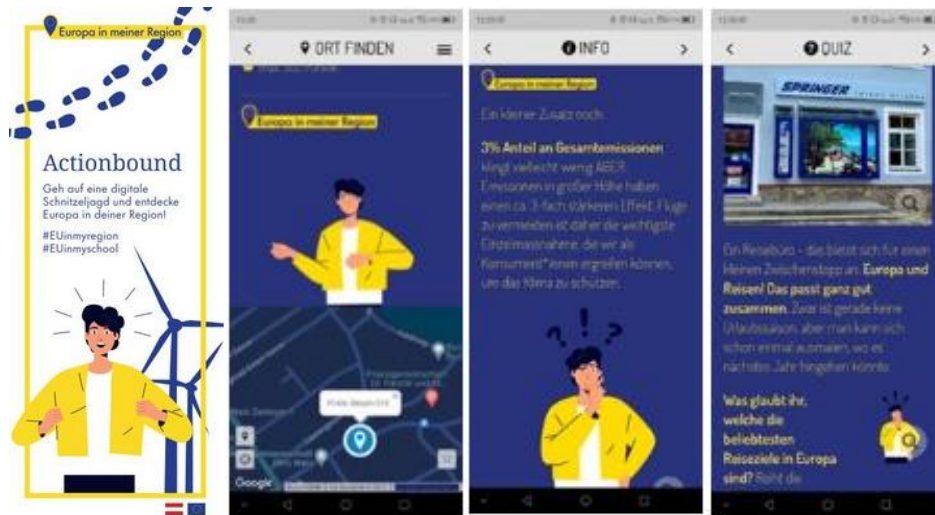 Europa in meiner Region
Actionbound
Geh auf eine digitale
Schnitzeljagd und entdecke
Europa in deiner Region!
#EUinmyregion
#EUinmyschool
ORT FINDEN
Europa in meiner Region
Google
INFO
Europa in meiner Region
Ein kleiner Zusatz noch:
3% Anteil an Gesamtemissionen
klingt vielleicht wenig ABER
Emissionen in großer Höhe haben
einen ca. 3-fach stärkeren Effekt. Flüge
zu vermeiden ist daher die wichtigste
Einzelmassnahme, die wir als
Konsument*innen ergreifen können,
um das Klima zu schützen.
QUIZ
SPRINGER
Ein Reisebüro - das bietet sich für einen
kleinen Zwischenstopp an. Europa und
Reisen! Das passt ganz gut
zusammen. Zwar ist gerade keine
Urlaubssaison, aber man kann sich
schon einmal ausmalen, wo es
nächstes Jahr hingehen könnte.
Was glaubt ihr,
welche die
beliebtesten
Reiseziele in Europa
sind? Reiht die